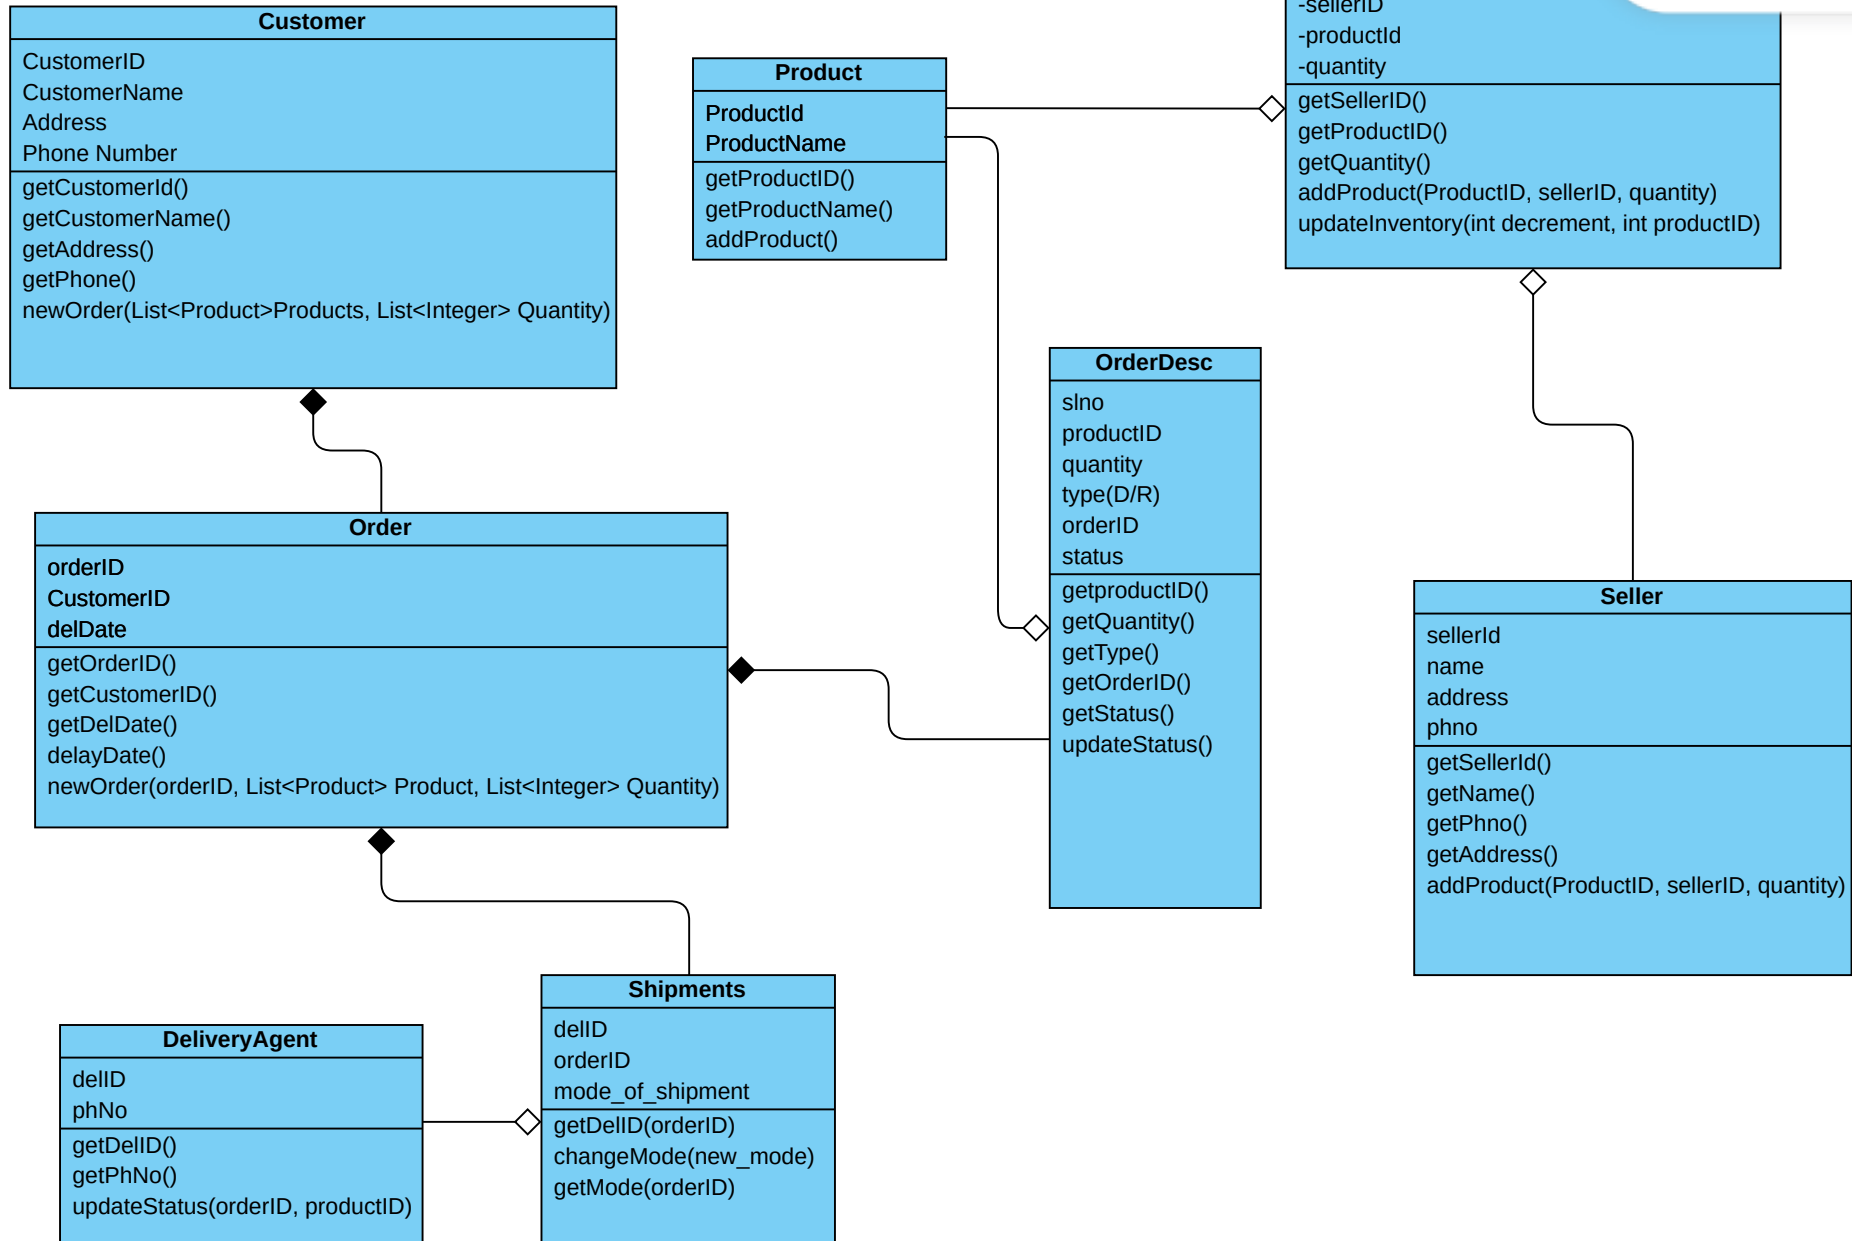 Customer
CustomerID
CustomerName
Address
Phone Number
getCustomerId()
getCustomerName()
getAddress()
getPhone()
newOrder(List<Product>Products, List<Integer> Quantity)
Product
ProductId
ProductName
getProductID()
getProductName()
addProduct()
-sellerID
-productId
-quantity
getSellerID()
getProductID()
getQuantity()
addProduct(ProductID, sellerID, quantity)
updateInventory(int decrement, int productID)
OrderDesc
slno
productID
quantity
type(D/R)
orderID
status
getproductID()
getQuantity()
getType()
getOrderID()
getStatus()
updateStatus()
Order
orderID
CustomerID
delDate
getOrderID()
getCustomerID()
getDelDate()
delayDate()
newOrder(orderID, List<Product> Product, List<Integer> Quantity)
Seller
sellerId
name
address
phno
getSellerId()
getName()
getPhno()
getAddress()
addProduct(ProductID, sellerID, quantity)
Shipments
delID
orderID
mode_of_shipment
getDelID(orderID)
changeMode(new_mode)
getMode(orderID)
DeliveryAgent
delID
phNo
getDelID()
getPhNo()
updateStatus(orderID, productID)